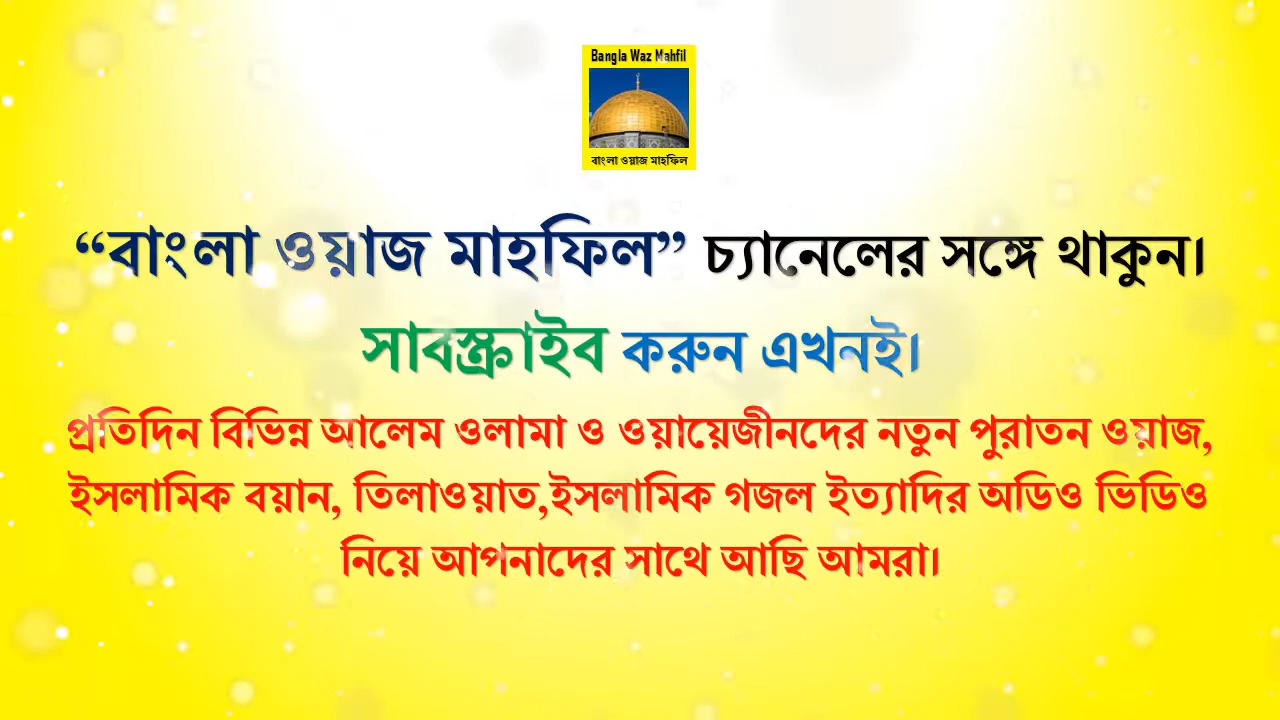 Bangla Waz Mahfil
বাংলা ওয়াজ মাহফিল
“বাংলা ওয়াজ মাহফিল” চ্যানেলের সঙ্গে থাকুন।
সাবস্ক্রাইব করুন এখনই।
প্রতিদিন বিভিন্ন আলেম ওলামা ও ওয়ায়েজীনদের নতুন পুরাতন ওয়াজ,
ইসলামিক বয়ান, তিলাওয়াত,ইসলামিক গজল ইত্যাদির অডিও ভিডিও
নিয়ে আপনাদের সাথে আছি আমরা।